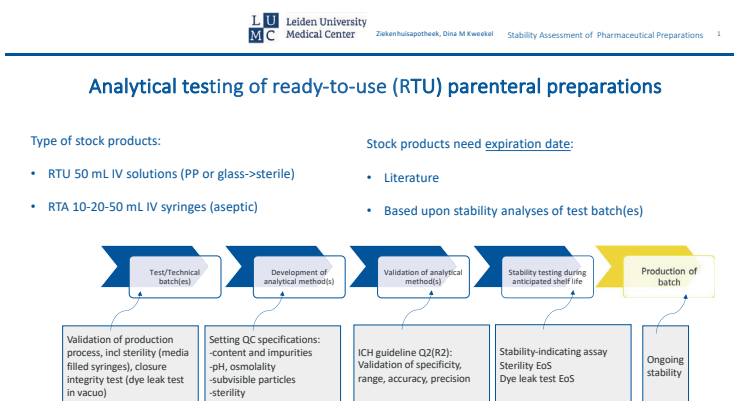 LU
MC
Leiden University
Medical Center
Ziekenhuisapotheek, Dina M Kweekel
Stability Assessment of Pharmaceutical Preparations
1
Analytical testing of ready-to-use (RTU) parenteral preparations
Type of stock products:
• RTU 50 mL IV solutions (PP or glass->sterile)
• RTA 10-20-50 mL IV syringes (aseptic)
Stock products need expiration date:
• Literature
• Based upon stability analyses of test batch(es)
Test/Technical
batch(es)
Development of
analytical method(s)
Validation of analytical
method(s)
Stability testing during
anticipated shelf life
Production of
batch
Validation of production
process, incl sterility (media
filled syringes), closure
integrity test (dye leak test
in vacuo)
Setting QC specifications:
-content and impurities
-pH, osmolality
-subvisible particles
-sterility
ICH guideline Q2(R2):
Validation of specificity,
range, accuracy, precision
Stability-indicating assay
Sterility EoS
Dye leak test EoS
Ongoing
stability